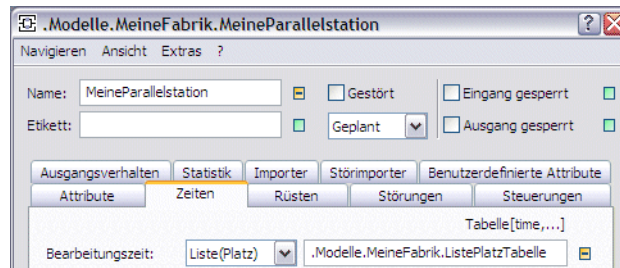 .Modelle.MeineFabrik.MeineParallelstation
Navigieren Ansicht Extras ?
Name: MeineParallelstation Gestört Eingang gesperrt
Etikett: Geplant Ausgang gesperrt
Ausgangsverhalten Statistik Importer Störimporter Benutzerdefinierte Attribute
Attribute Zeiten Rüsten Störungen Steuerungen
Tabelle[time,...]
Bearbeitungszeit: Liste(Platz) .Modelle.MeineFabrik.ListePlatzTabelle